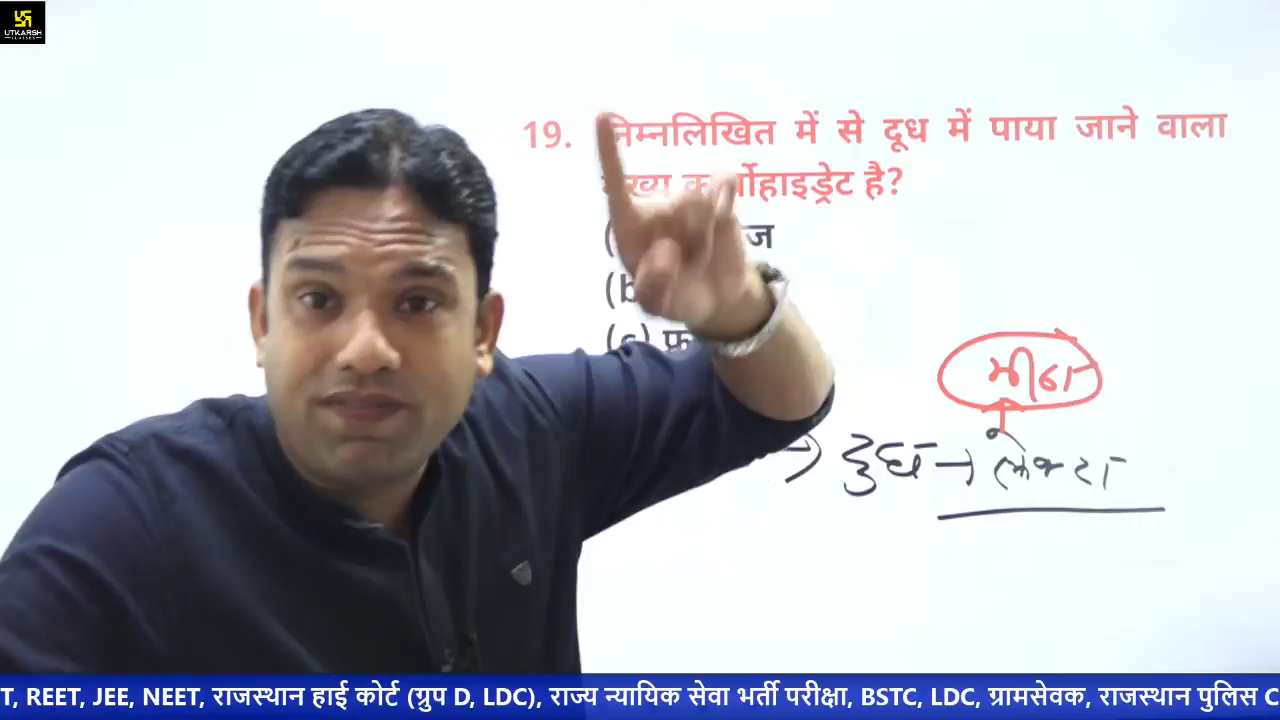 UTKARSH
CLASSES
19. निम्नलिखित में से दूध में पाया जाने वाला
मुख्य कार्बोहाइड्रेट है?
(b
(c) फ्र
मीठा
→ दुध → लेक्टो
T, REET, JEE, NEET, राजस्थान हाई कोर्ट (ग्रुप D, LDC), राज्य न्यायिक सेवा भर्ती परीक्षा, BSTC, LDC, ग्रामसेवक, राजस्थान पुलिस C